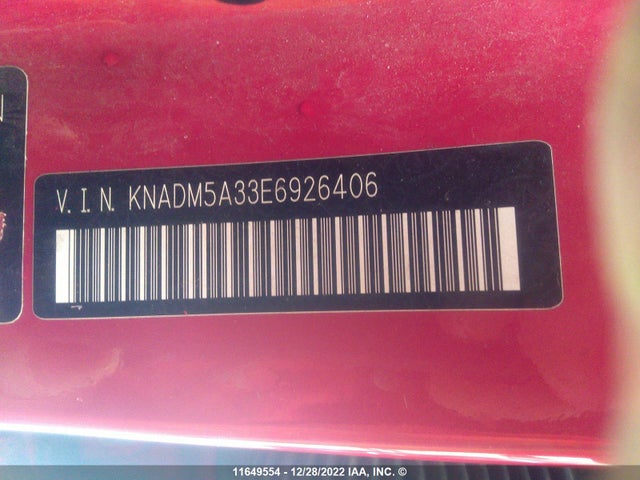 N
V. I. N. KNADM5A33E6926406
11649554 - 12/28/2022 IAA, INC. ©